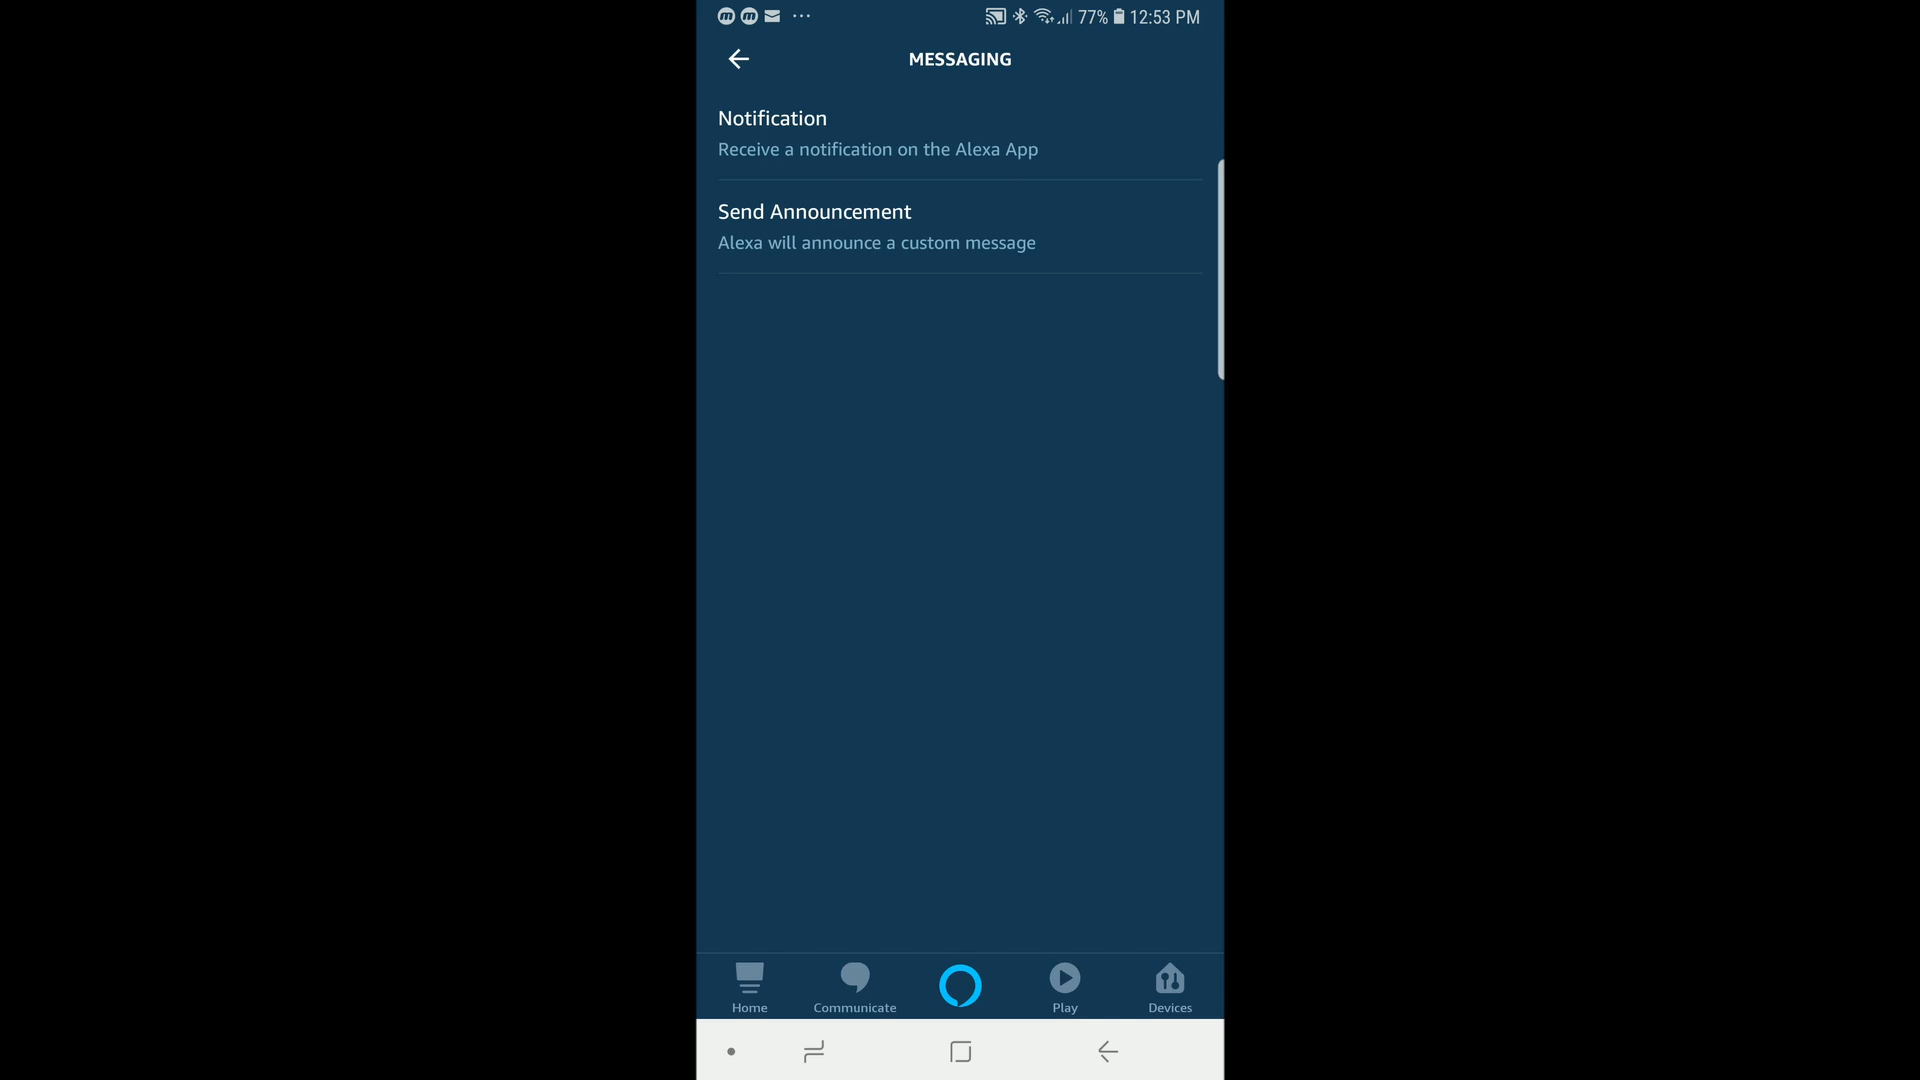 77% 12:53 PM
MESSAGING
Notification
Receive a notification on the Alexa App
Send Announcement
Alexa will announce a custom message
Home
Communicate
Play
Devices